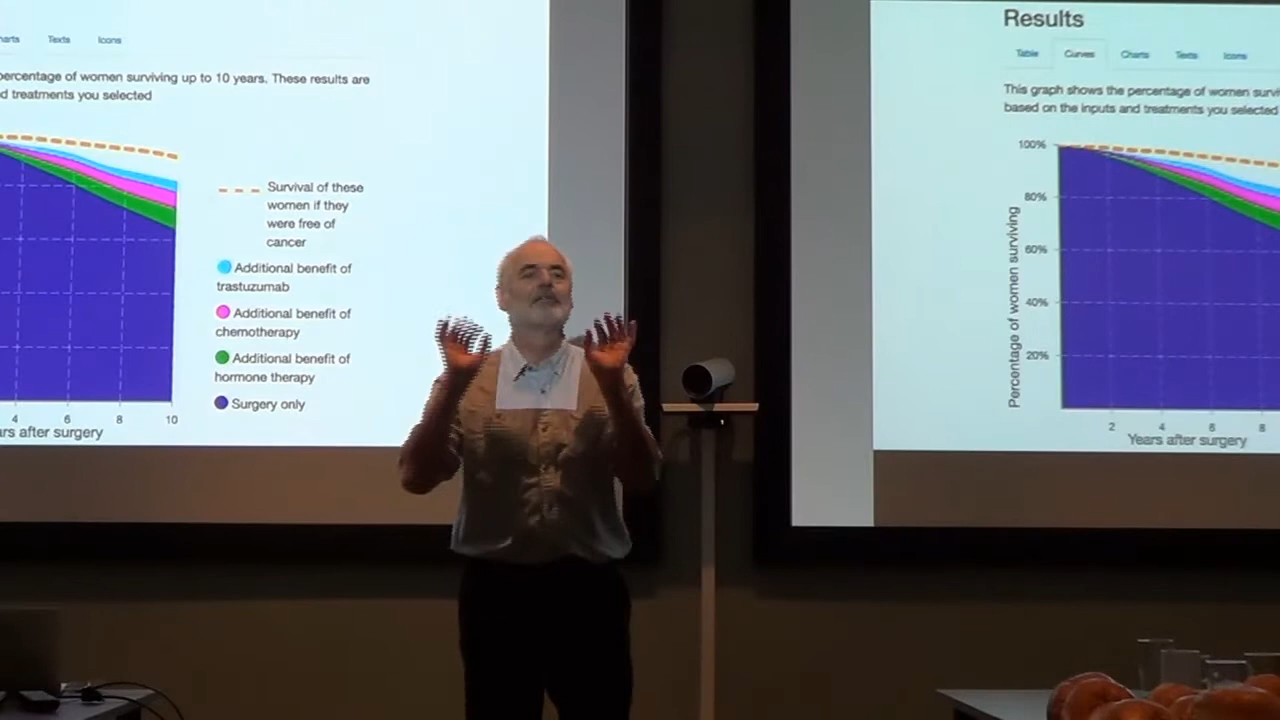 Texts
Icons
percentage of women surviving up to 10 years. These results are
d treatments you selected
Survival of these
women if they
were free of
cancer
Additional benefit of
trastuzumab
Additional benefit of
chemotherapy
Additional benefit of
hormone therapy
Surgery only
4 6 8 10
after surgery
Results
Table Curves Charts Texts Icons
This graph shows the percentage of women
based on the inputs and treatments you selected
100%
80%
60%
40%
20%
Percentage of women surviving
2 4 6 8
Years after surgery